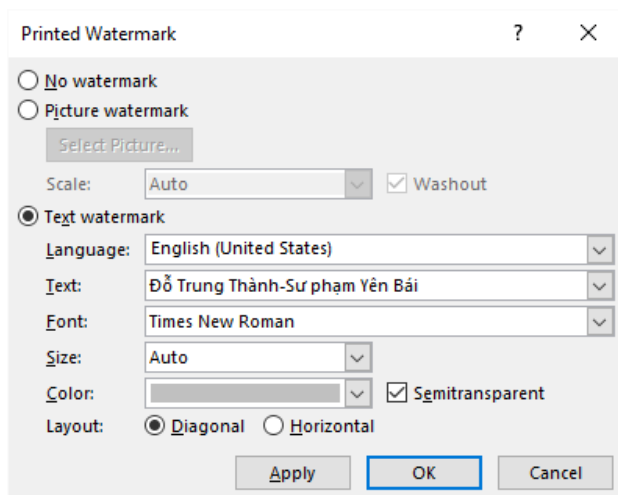 Printed Watermark ?
No watermark
Picture watermark
Select Picture...
Scale: Auto Washout
Text watermark
Language: English (United States)
Text: Đỗ Trung Thành-Sư phạm Yên Bái
Font: Times New Roman
Size: Auto
Color: Semitransparent
Layout: Diagonal Horizontal
Apply OK Cancel